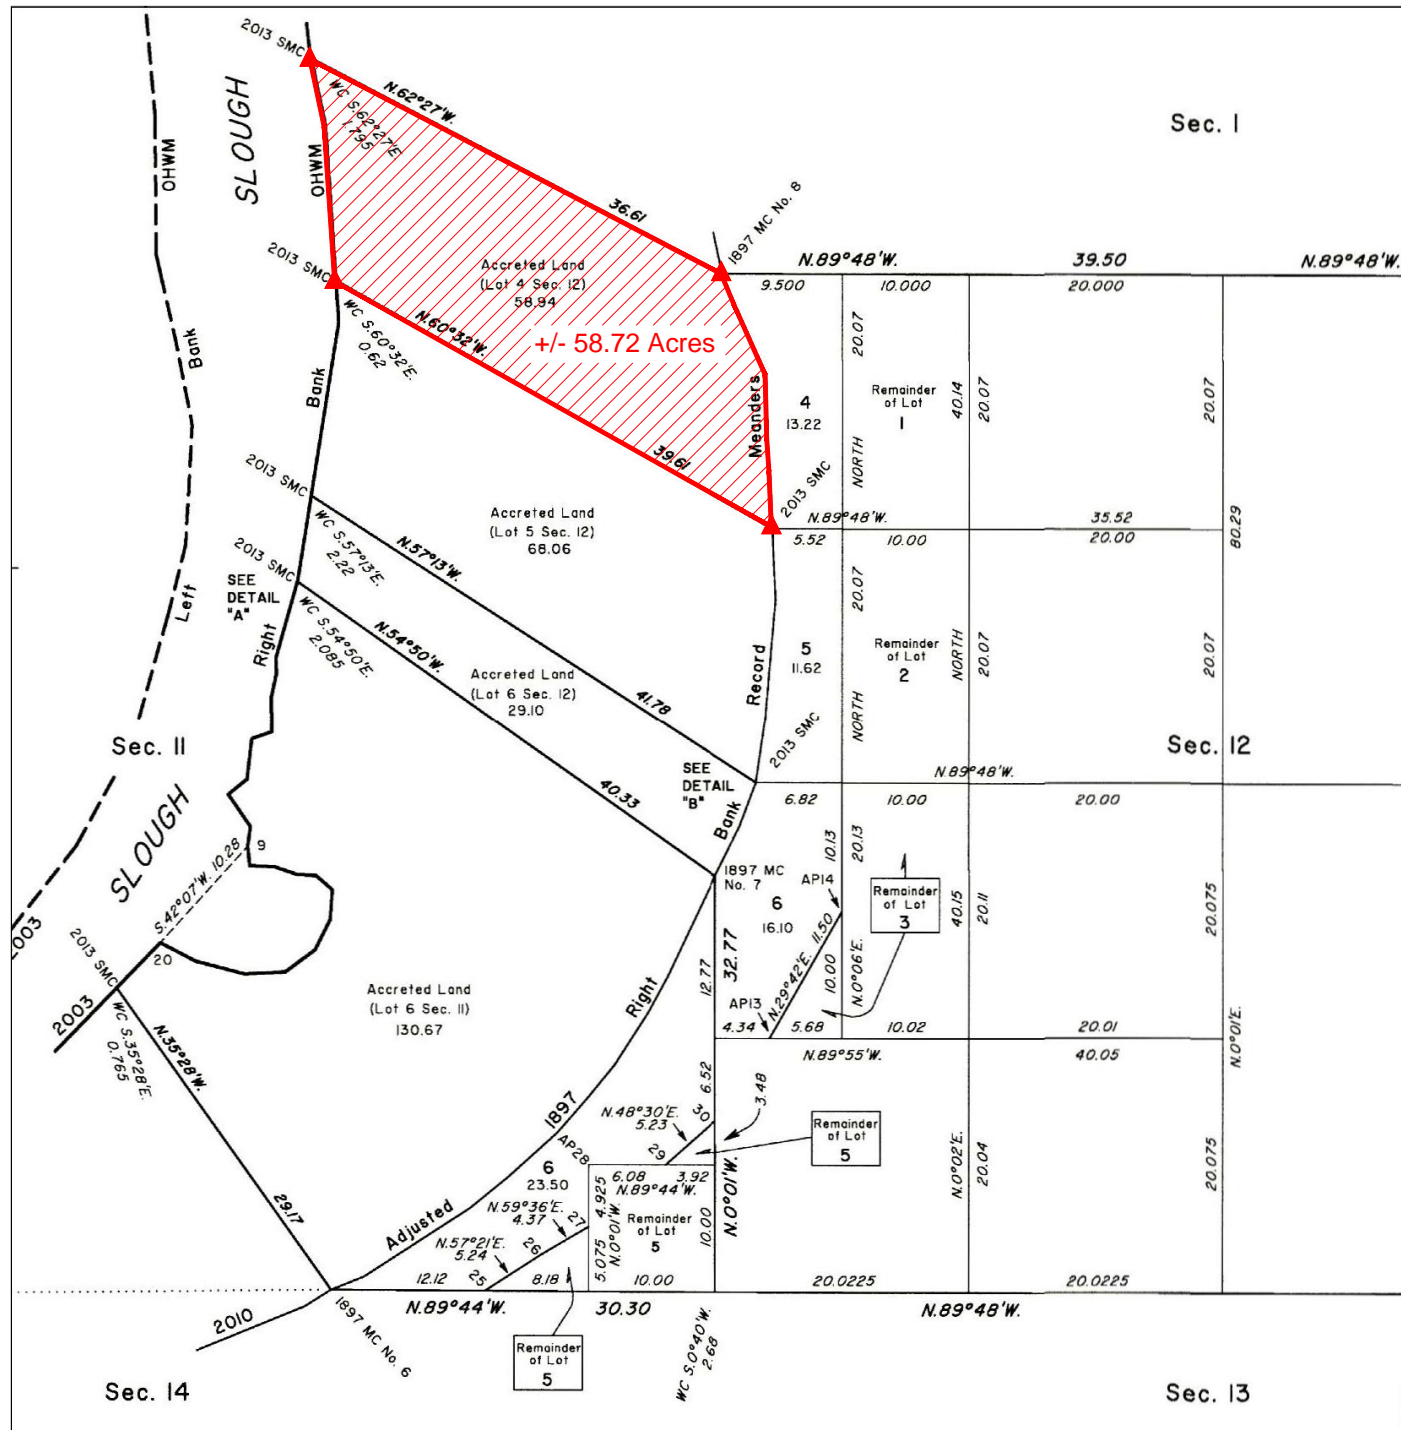 2013 SMC
SLOUGH
OHWM
OHWM
WC S.62°27'E
1.795
N.62°27'W.
36.61
1897 MC No. 8
Sec. 1
2013 SMC
Accreted Land
(Lot 4 Sec. 12)
58.94
N.89°48'W.
39.50
N.89°48'W.
9.500
10.000
20.000
Bank
WC S.60°32'E.
0.62
N.60°32'W.
+/- 58.72 Acres
20.07
Bank
Meanders
4
13.22
Remainder
of Lot
1
40.14
20.07
20.07
39.61
NORTH
2013 SMC
2013 SMC
Accreted Land
(Lot 5 Sec. 12)
68.06
N.89°48'W.
35.52
5.52
10.00
20.00
80.29
WC S.57°13'E.
2.22
N.57°13'W.
2013 SMC
SEE
DETAIL
"A"
Left
20.07
Right
WC S.54°50'E.
2.085
N.54°50'W.
5
11.62
Remainder
of Lot
2
NORTH
20.07
20.07
Record
Accreted Land
(Lot 6 Sec. 12)
29.10
41.78
NORTH
2013 SMC
Sec. 11
Sec. 12
SEE
DETAIL
"B"
N.89°48'W.
40.33
6.82
10.00
20.00
SLOUGH
Bank
S.42°07'W. 10.28
9
10.13
20.13
1897 MC
No. 7
AP14
6
16.10
Remainder
of Lot
3
40.15
20.11
20.075
2003
2013 SMC
20
32.77
12.77
11.50
N.29°42'E.
10.00
N.0°06'E.
Accreted Land
(Lot 6 Sec. 11)
130.67
Right
AP13
2003
WC S.35°28'E.
0.765
N.35°28'W.
4.34
5.68
10.02
20.01
N.89°55'W.
40.05
N.0°01'E.
6.52
3.48
1897
N.48°30'E.
5.23
30
Remainder
of Lot
5
29
AP28
6
23.50
6.08
3.92
N.89°44'W.
N.0°02'E.
20.04
20.075
29.17
Adjusted
N.59°36'E.
4.37
27
4.925
5.075
N.0°01'W.
Remainder
of Lot
5
10.00
N.0°01'W.
N.57°21'E.
5.24
26
25
12.12
8.18
10.00
20.0225
20.0225
N.89°44'W.
30.30
N.89°48'W.
2010
1897 MC No. 6
Remainder
of Lot
5
WC S.0°40'W.
2.68
Sec. 14
Sec. 13